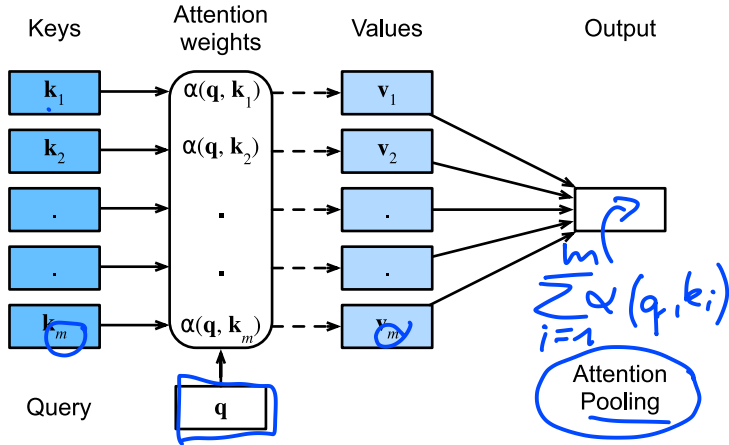 Keys
Attention
weights
Values
Output
k1 α(q, k1) v1
k2 α(q, k2) v2
. . .
. . .
km α(q, km) vm
m
∑ α(q, ki)
i=1
Attention
Pooling
Query
q